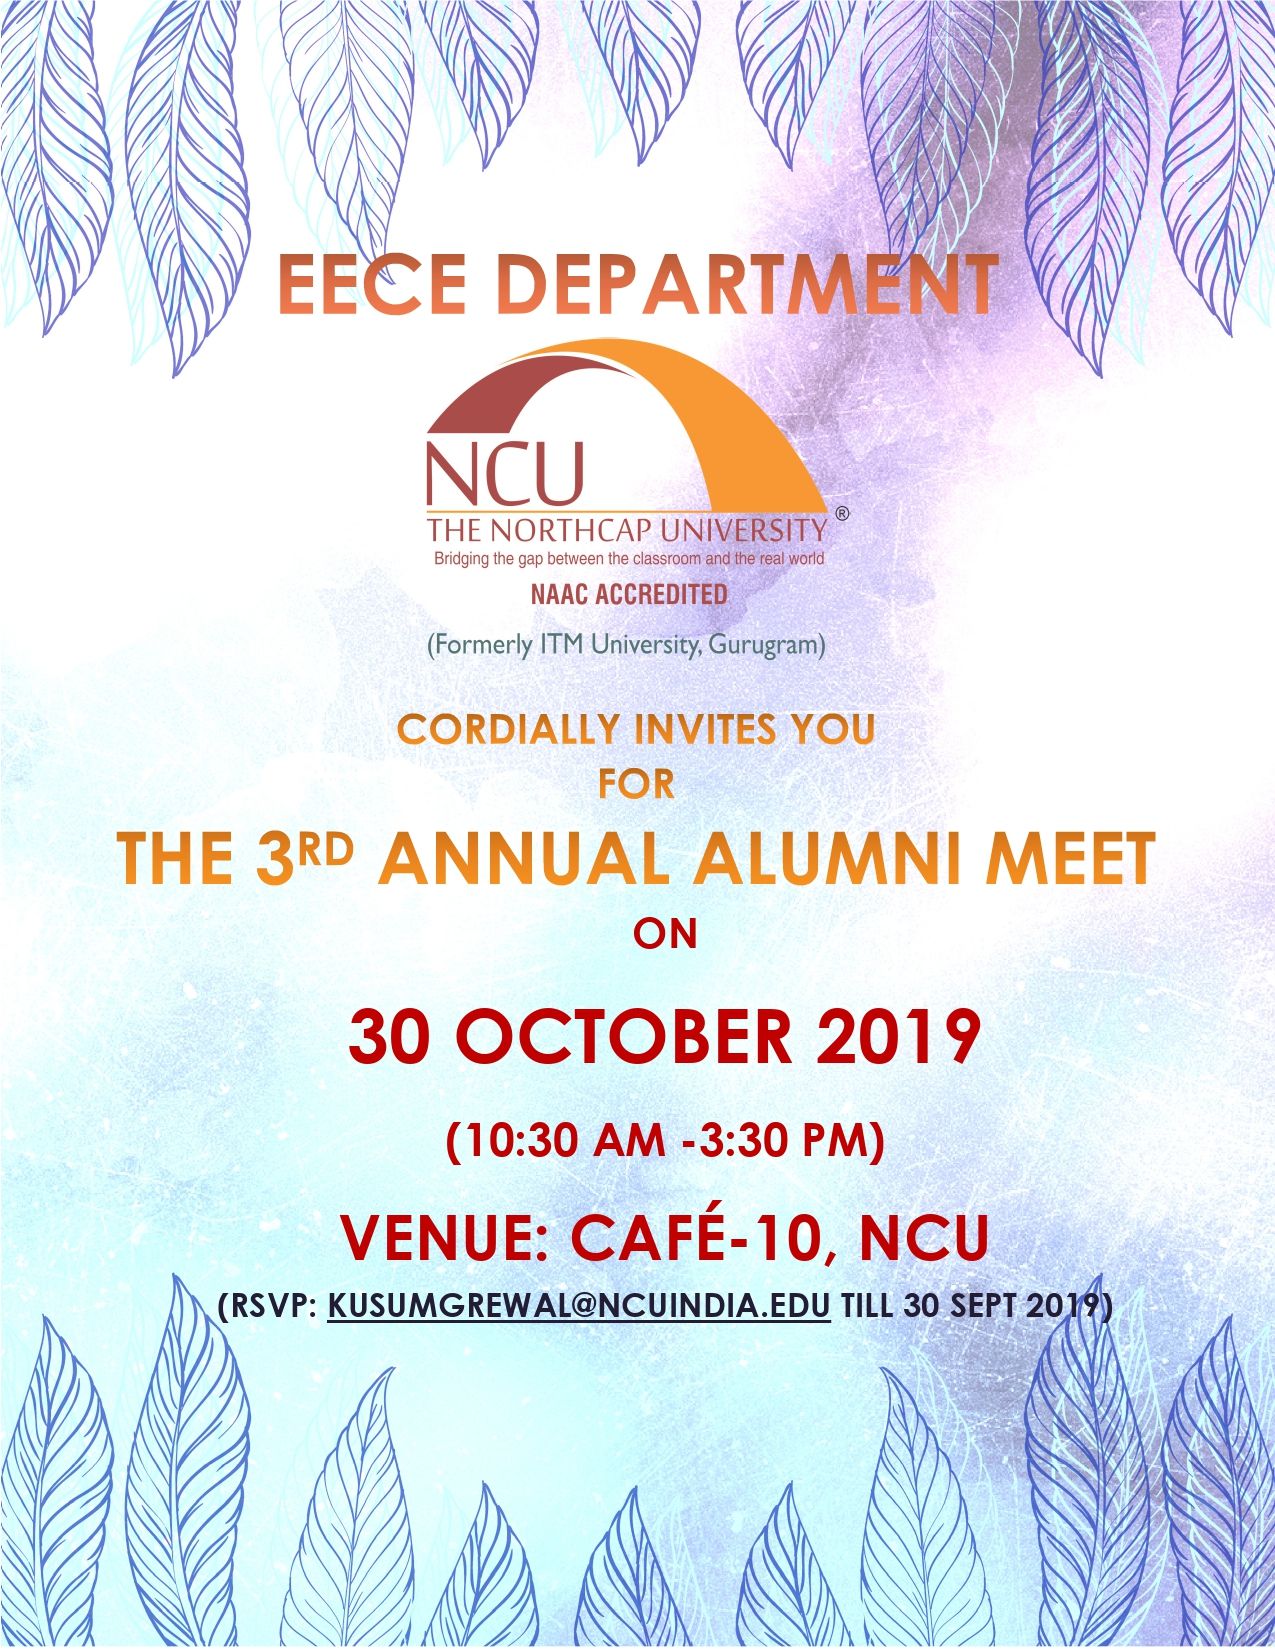 EECE DEPARTMENT
NCU
THE NORTHCAP UNIVERSITY ®
Bridging the gap between the classroom and the real world
NAAC ACCREDITED
(Formerly ITM University, Gurugram)
CORDIALLY INVITES YOU
FOR
THE 3RD ANNUAL ALUMNI MEET
ON
30 OCTOBER 2019
(10:30 AM -3:30 PM)
VENUE: CAFÉ-10, NCU
(RSVP: KUSUMGREWAL@NCUINDIA.EDU TILL 30 SEPT 2019)